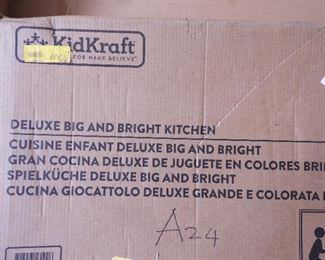 KidKraft
FOR MAKE BELIEVE
DELUXE BIG AND BRIGHT KITCHEN
CUISINE ENFANT DELUXE BIG AND BRIGHT
GRAN COCINA DELUXE DE JUGUETE EN COLORES
SPIELKÜCHE DELUXE BIG AND BRIGHT
CUCINA GIOCATTOLO DELUXE GRANDE E COLORATA
A24